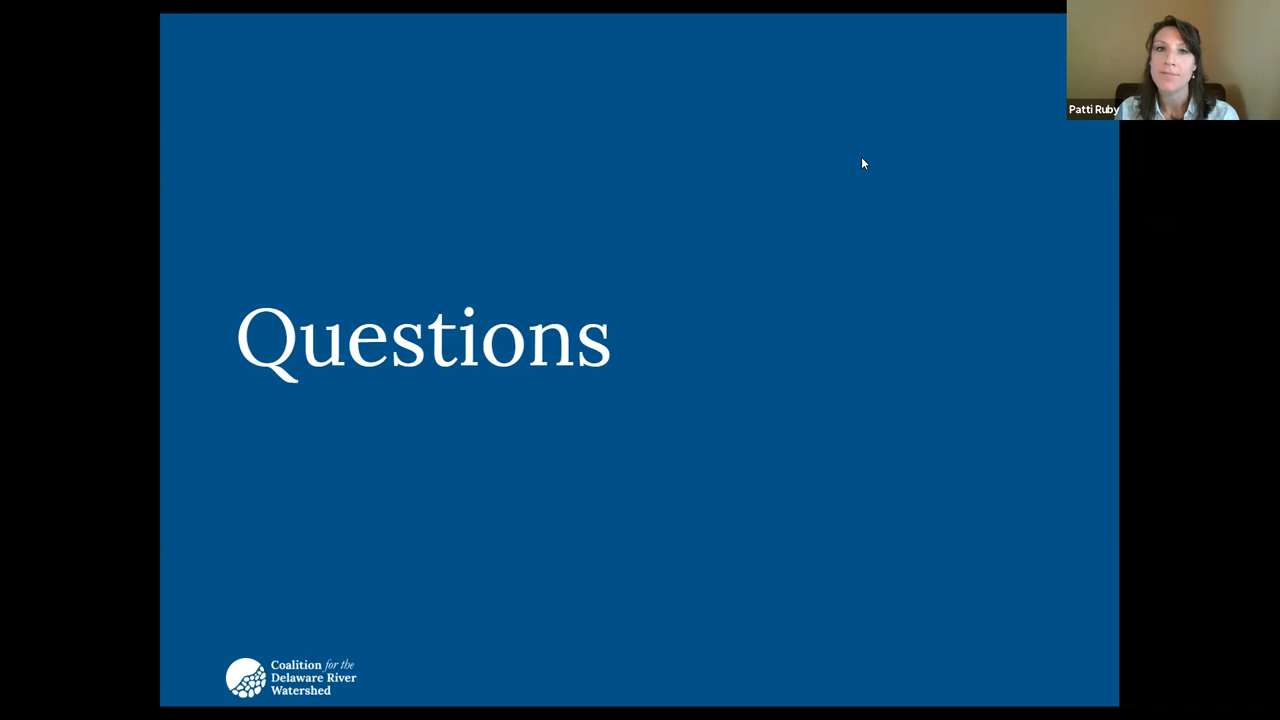 Patti Ruby
Questions
Coalition for the
Delaware River
Watershed